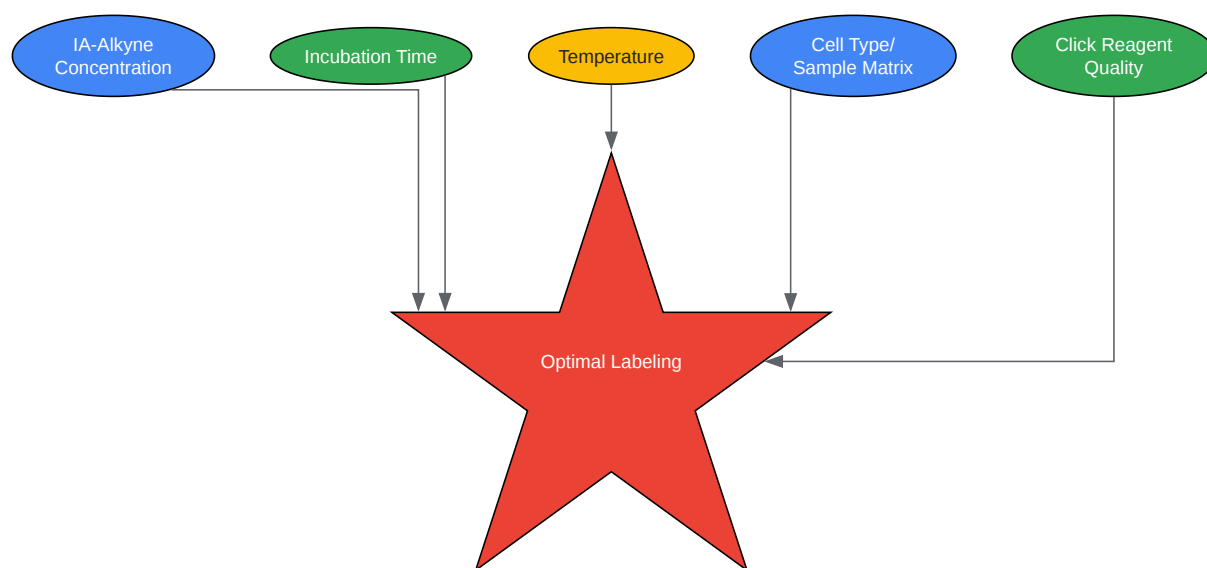 IA-Alkyne
Concentration
Incubation Time
Temperature
Cell Type/
Sample Matrix
Click Reagent
Quality
Optimal Labeling